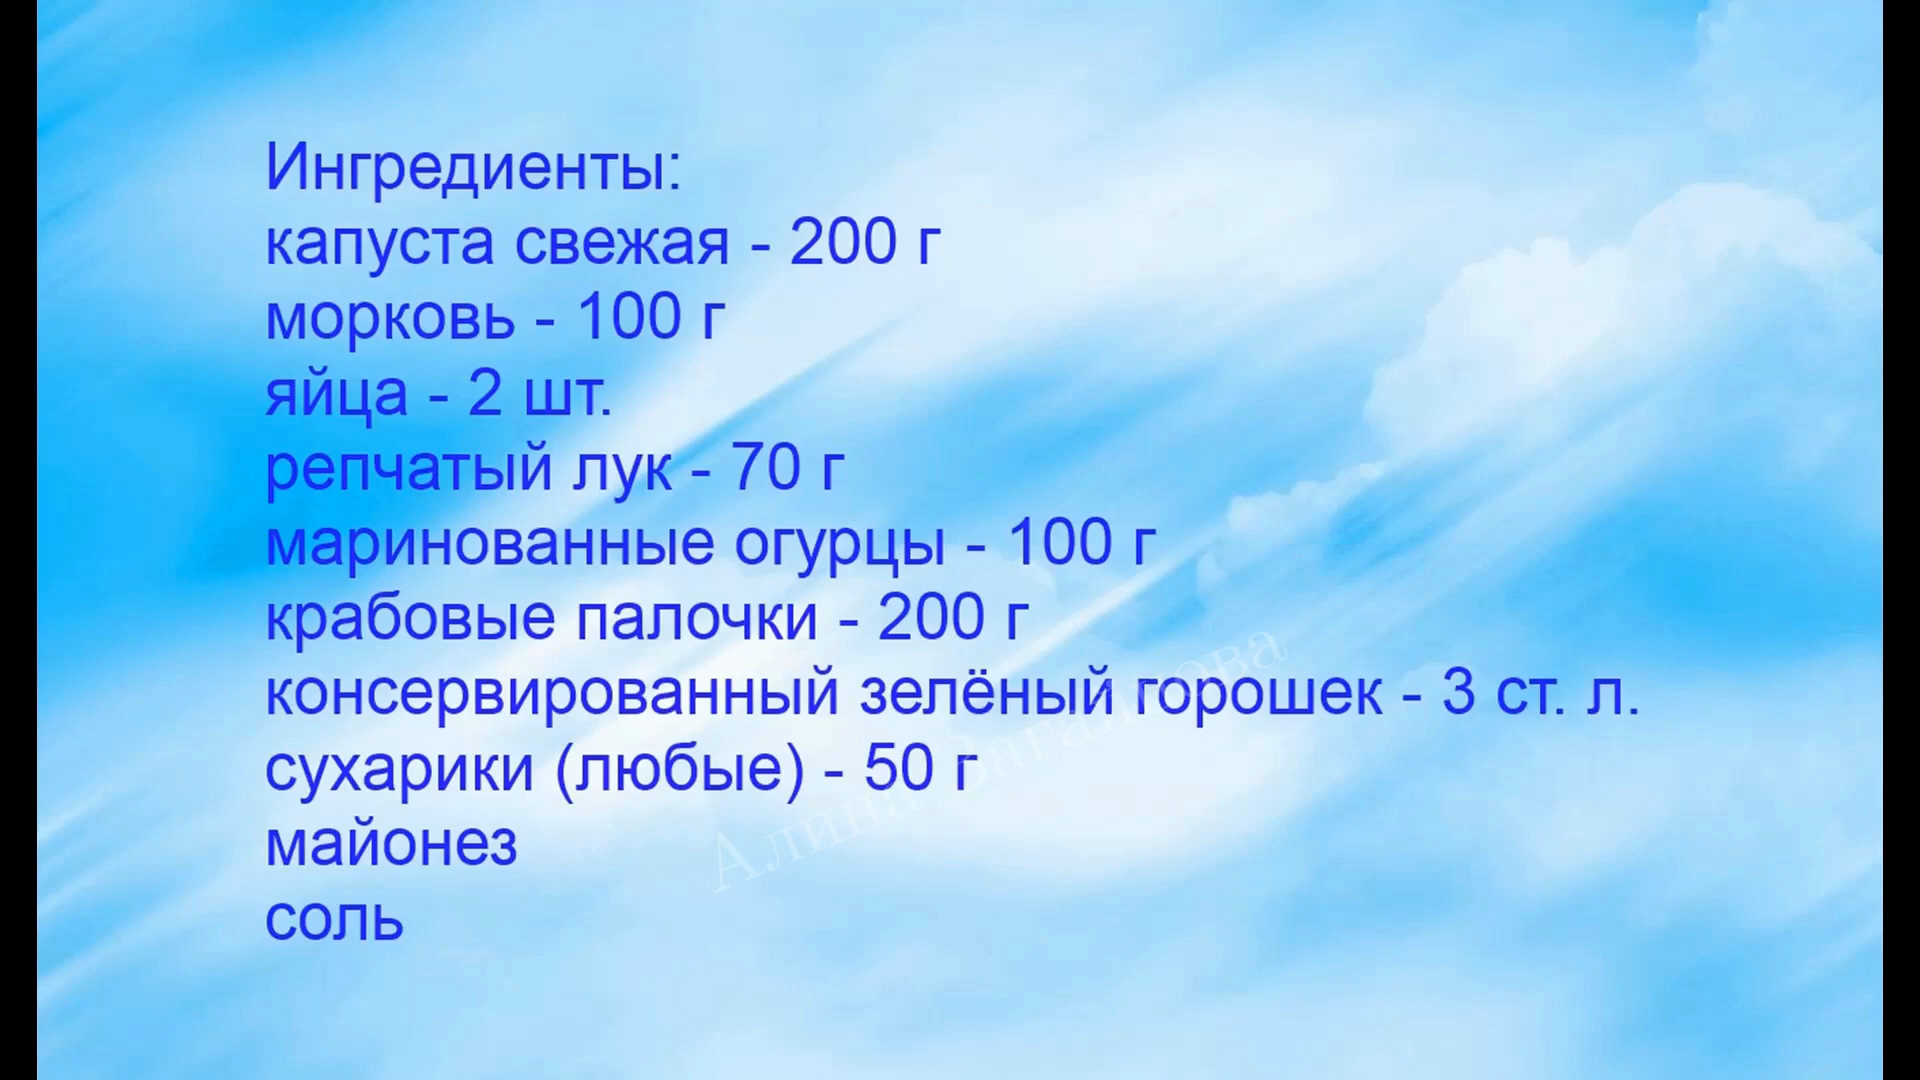 Ингредиенты:
капуста свежая - 200 г
морковь - 100 г
яйца - 2 шт.
репчатый лук - 70 г
маринованные огурцы - 100 г
крабовые палочки - 200 г
консервированный зелёный горошек - 3 ст. л.
сухарики (любые) - 50 г
майонез
соль
Алина